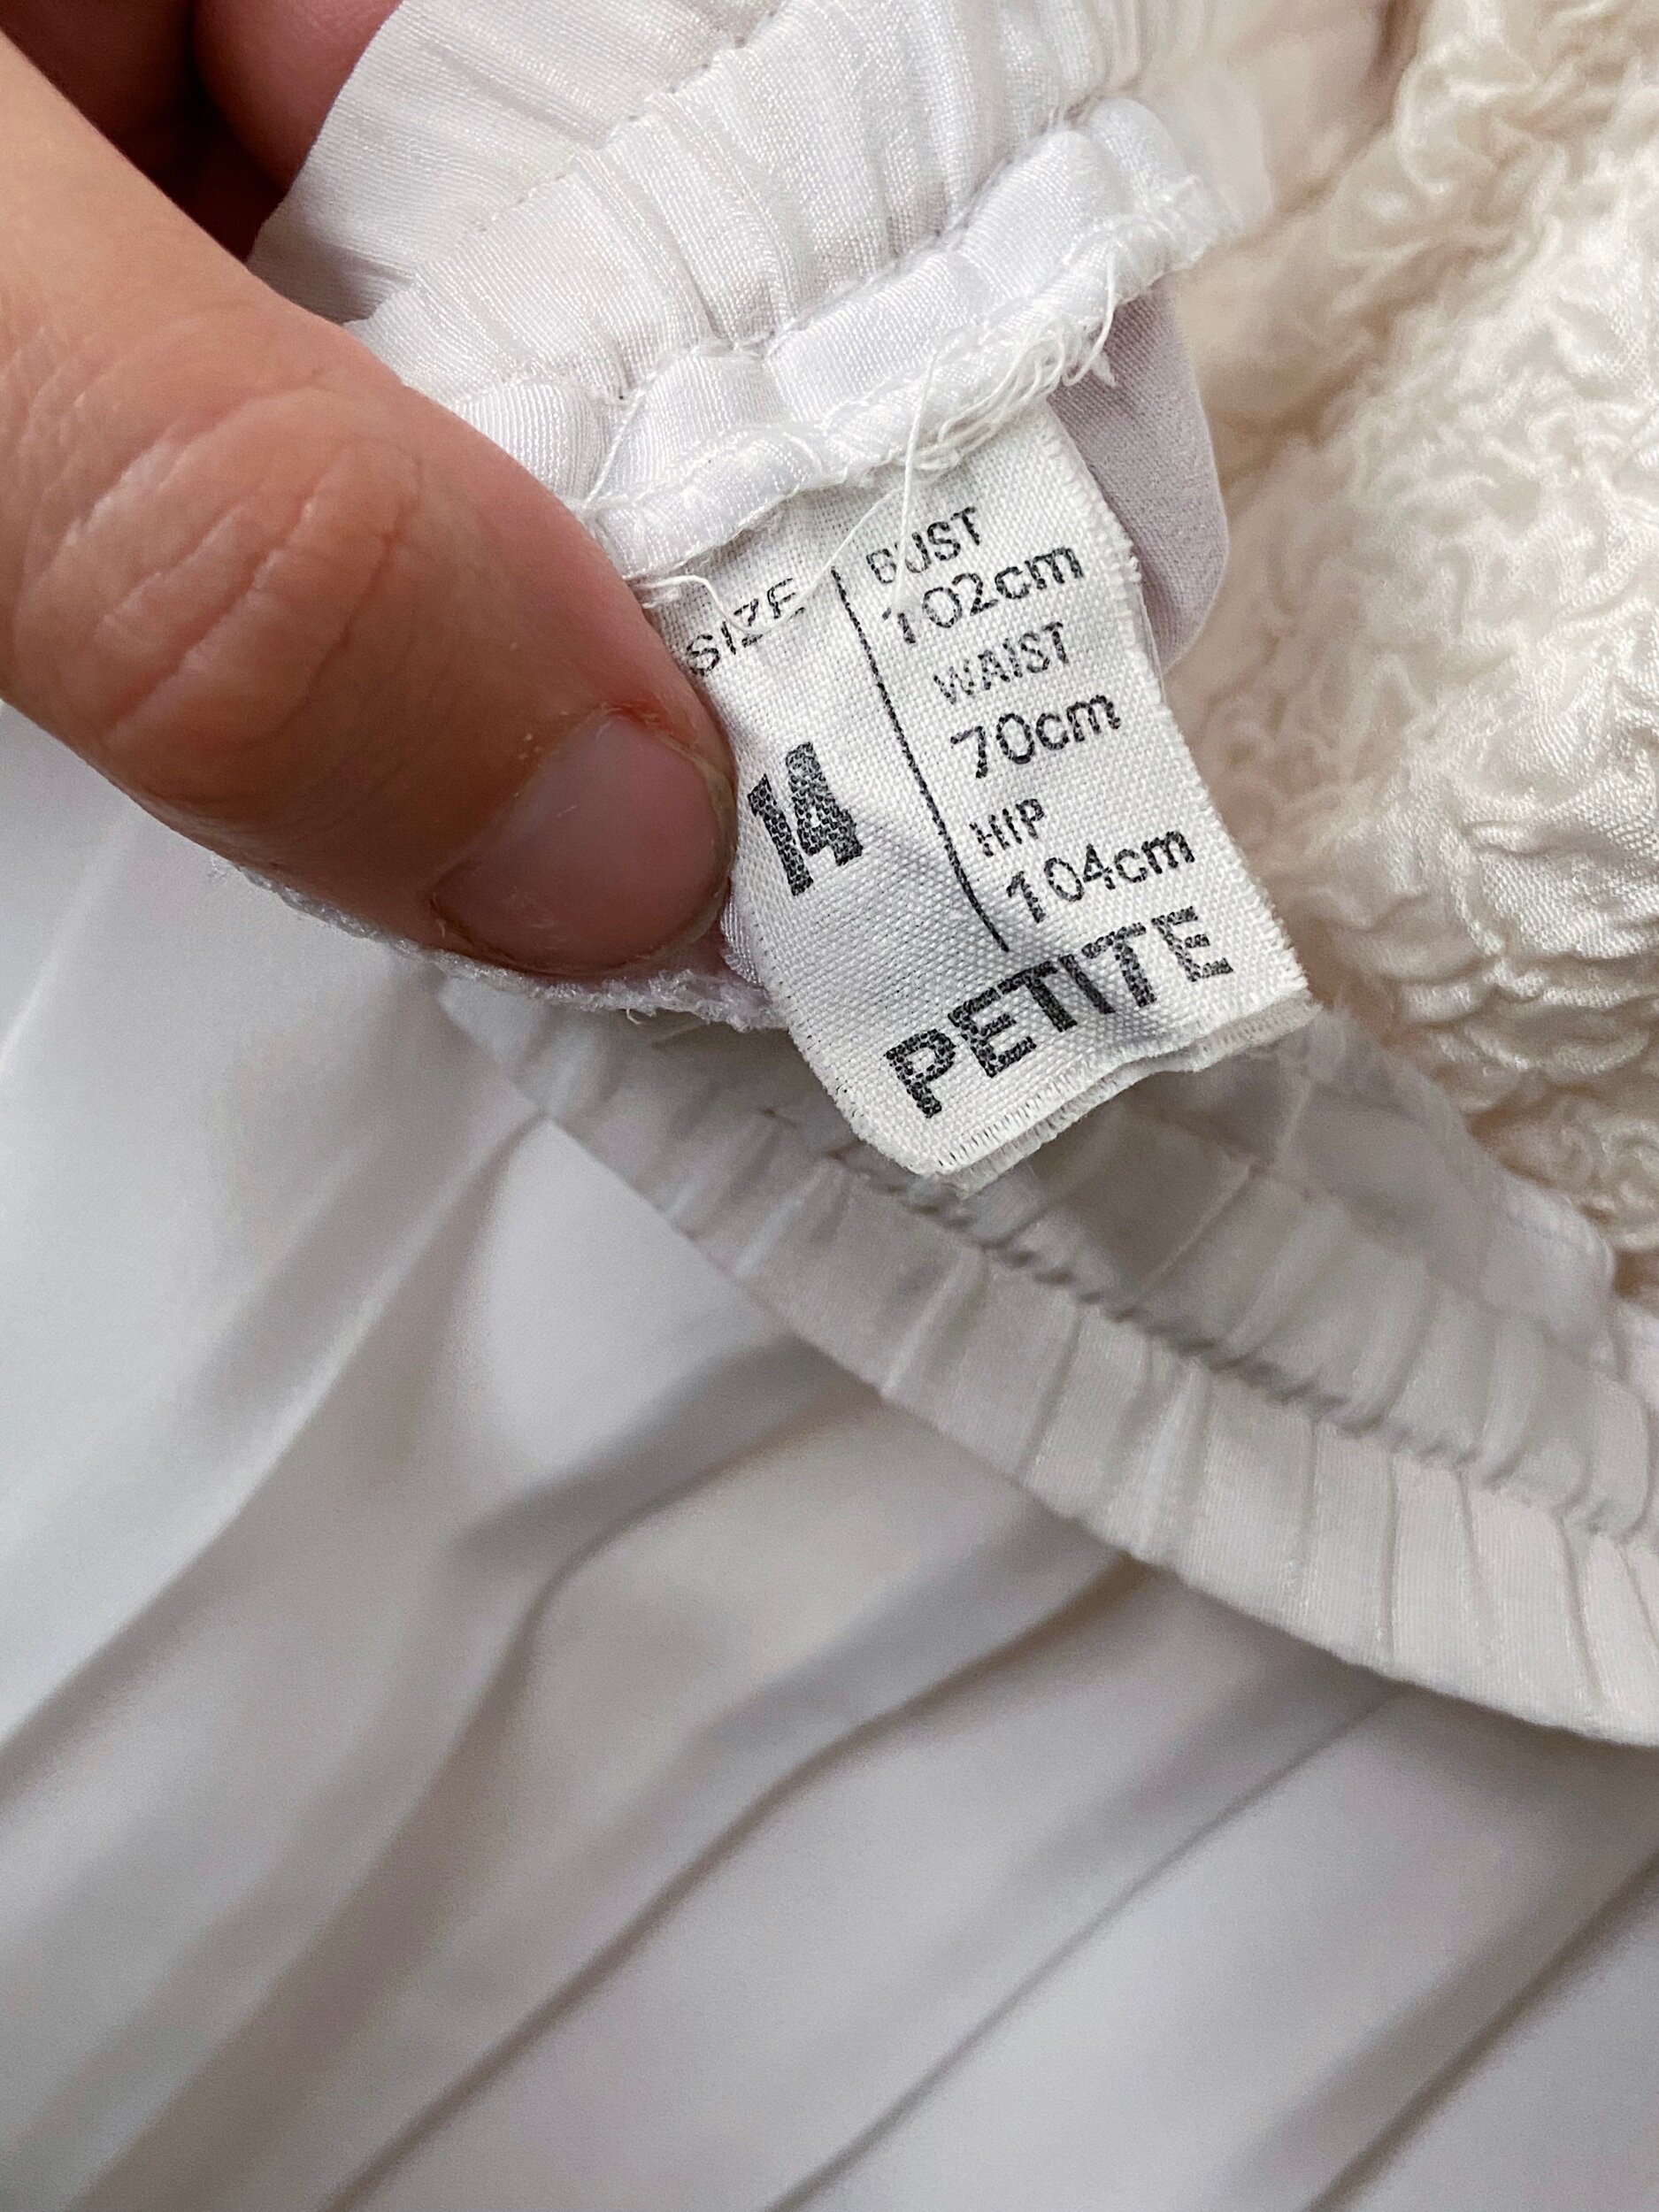 SIZE
14
BUST
102cm
WAIST
70cm
HIP
104cm
PETITE